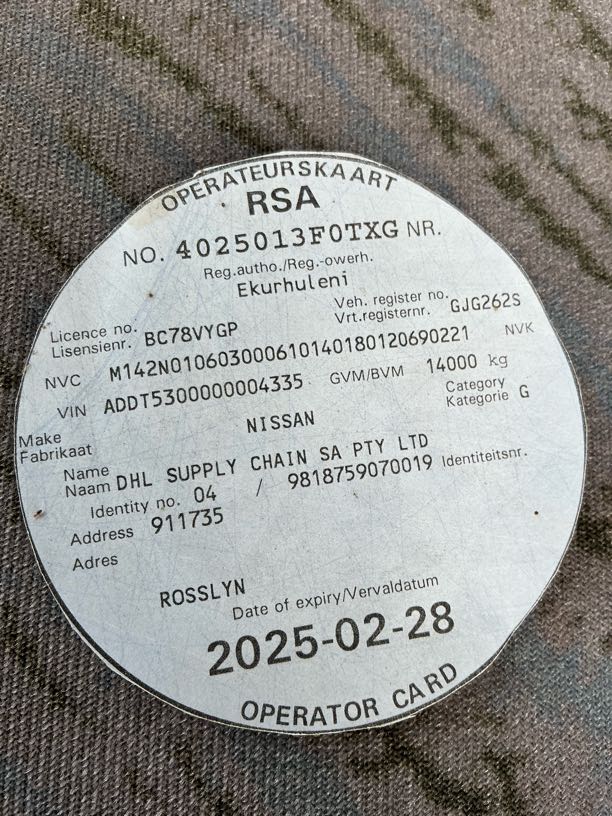 OPERATEURSKAART
RSA
NO. 4025013F0TXG NR.
Reg.autho./Reg.-owerh.
Ekurhuleni
Licence no. BC78VYGP Veh. register no. GJG262S
Lisensienr. Vrt.registernr.
NVC M142N010603000610140180120690221 NVK
VIN ADDT5300000004335 GVM/BVM 14000 kg
Make NISSAN Category G
Fabrikaat Kategorie
Name DHL SUPPLY CHAIN SA PTY LTD
Naam
Identity no. 04 / 9818759070019 Identiteitsnr.
Address 911735
Adres
ROSSLYN
Date of expiry/Vervaldatum
2025-02-28
OPERATOR CARD